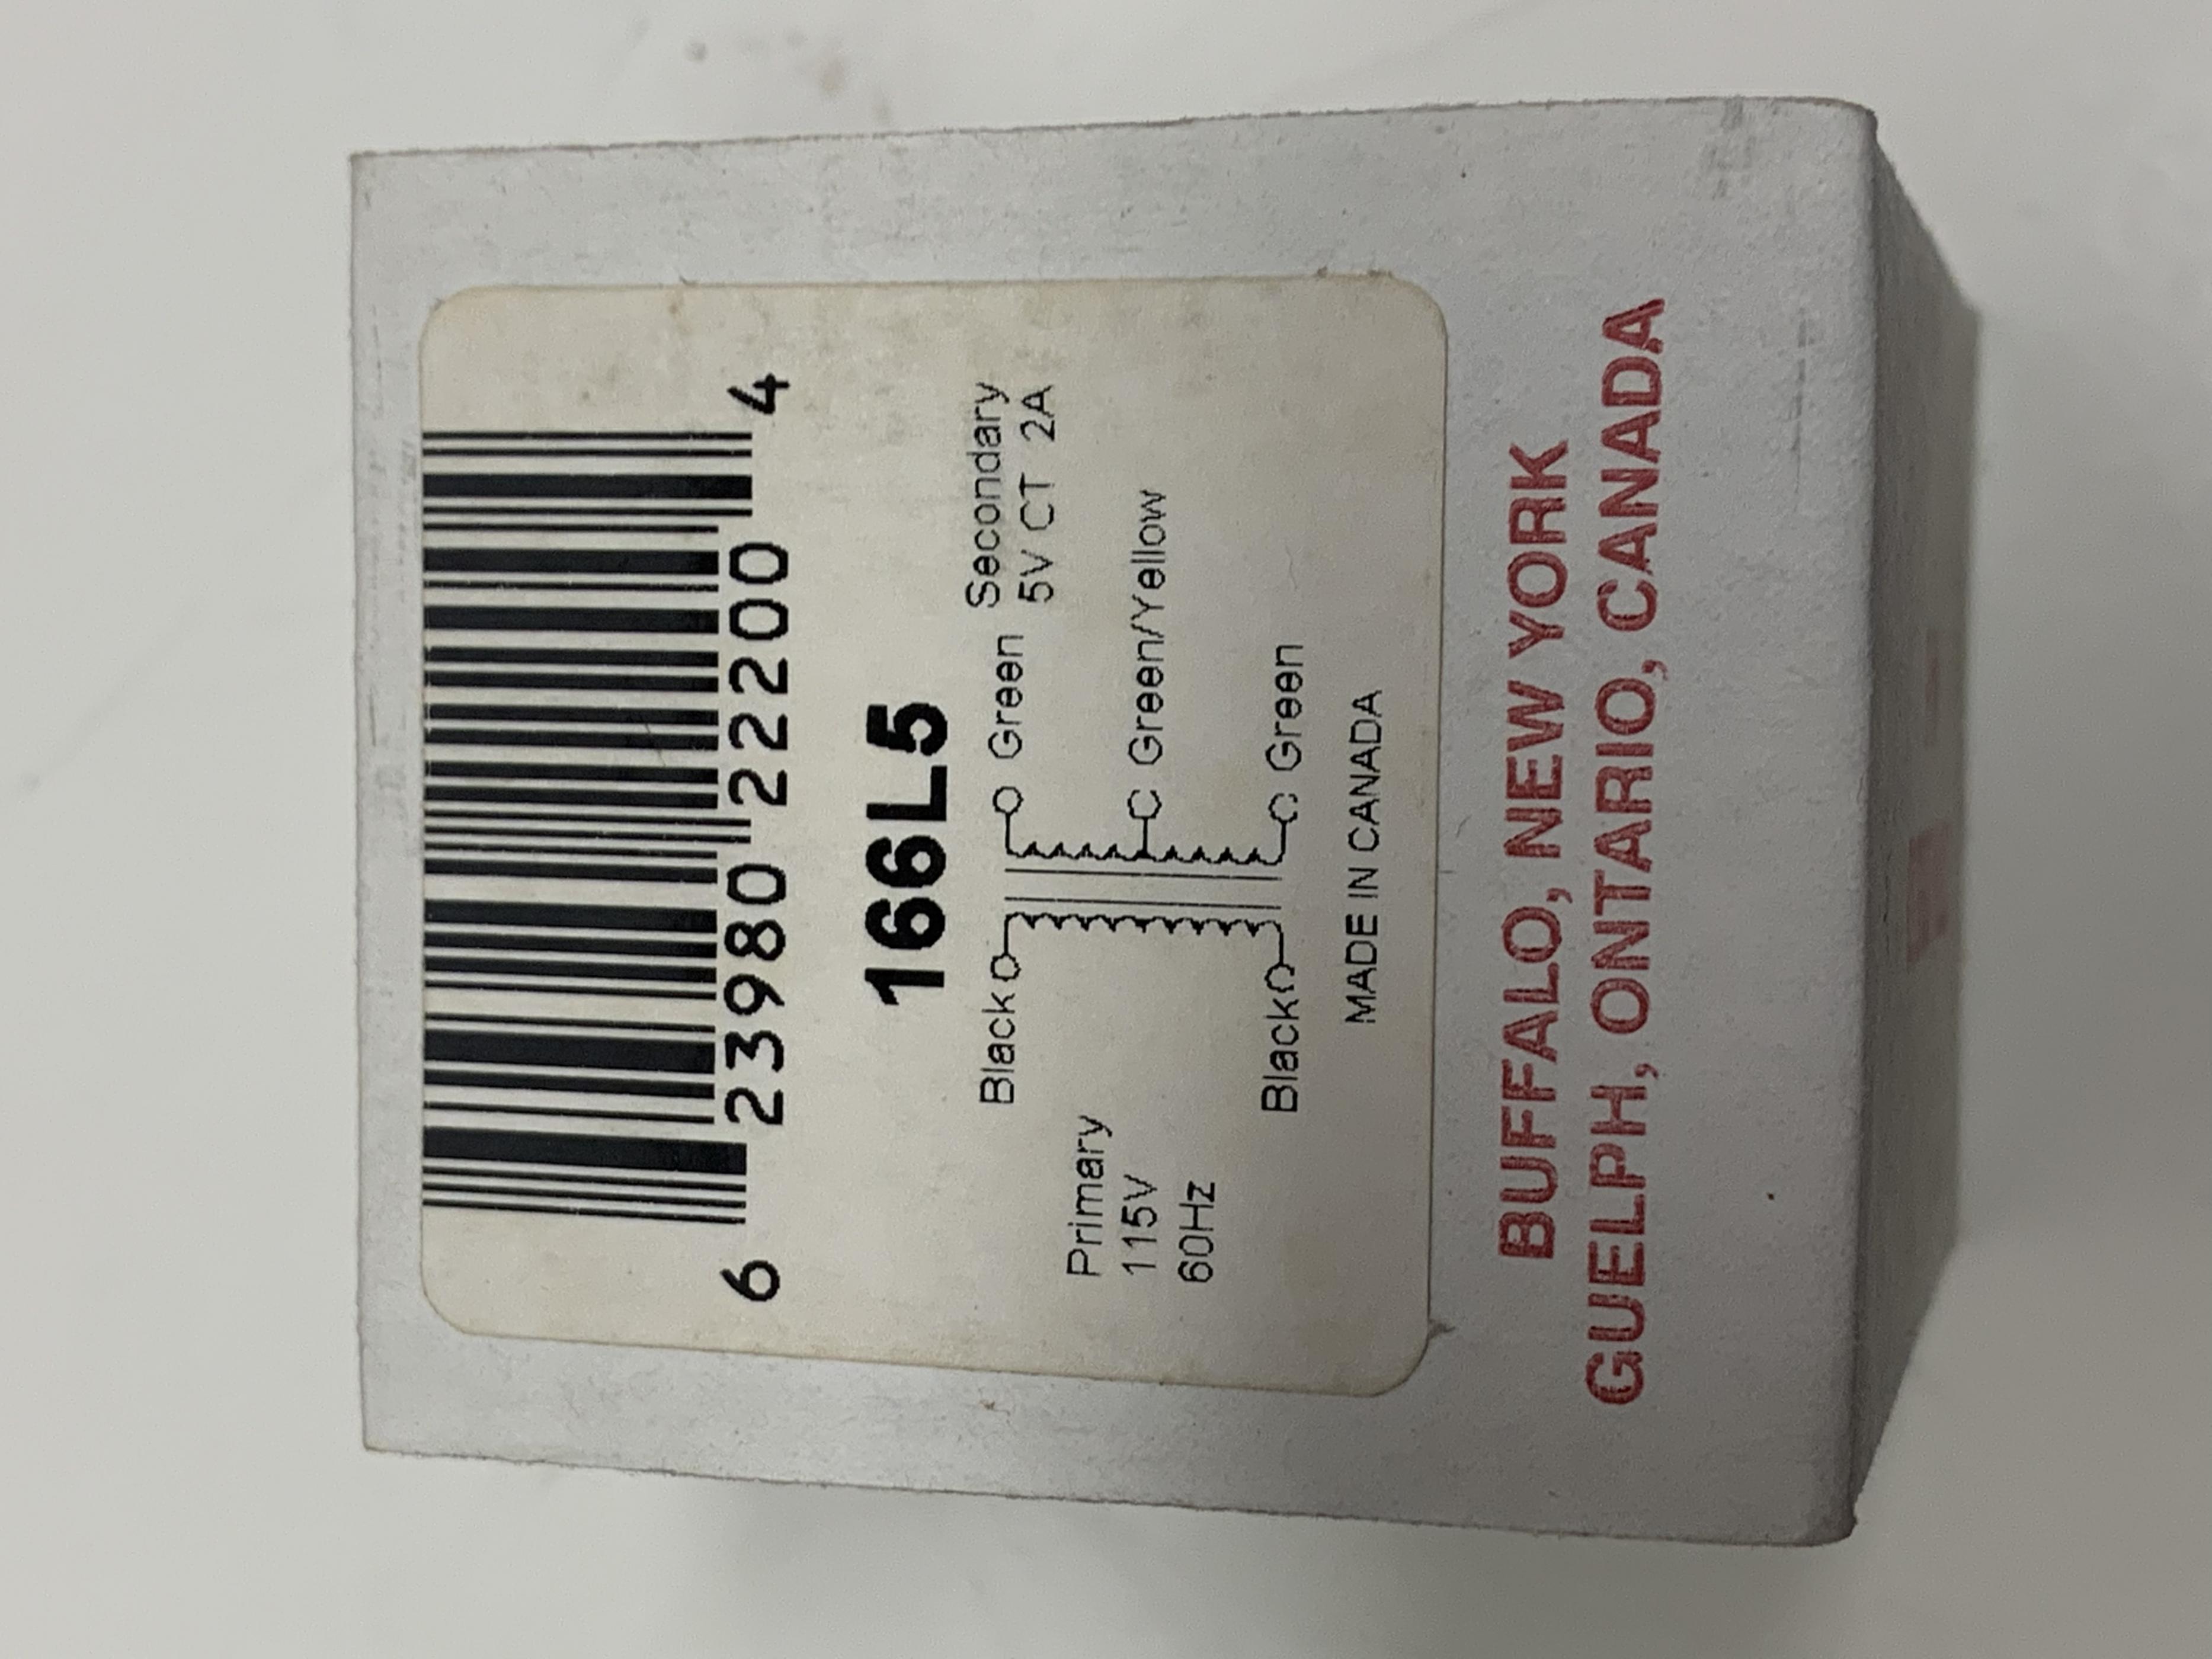 6 23980 22200 4
166L5
Black Green Secondary
5V CT 2A
Primary
115V Green/Yellow
60Hz
Black Green
MADE IN CANADA
BUFFALO, NEW YORK
GUELPH, ONTARIO, CANADA